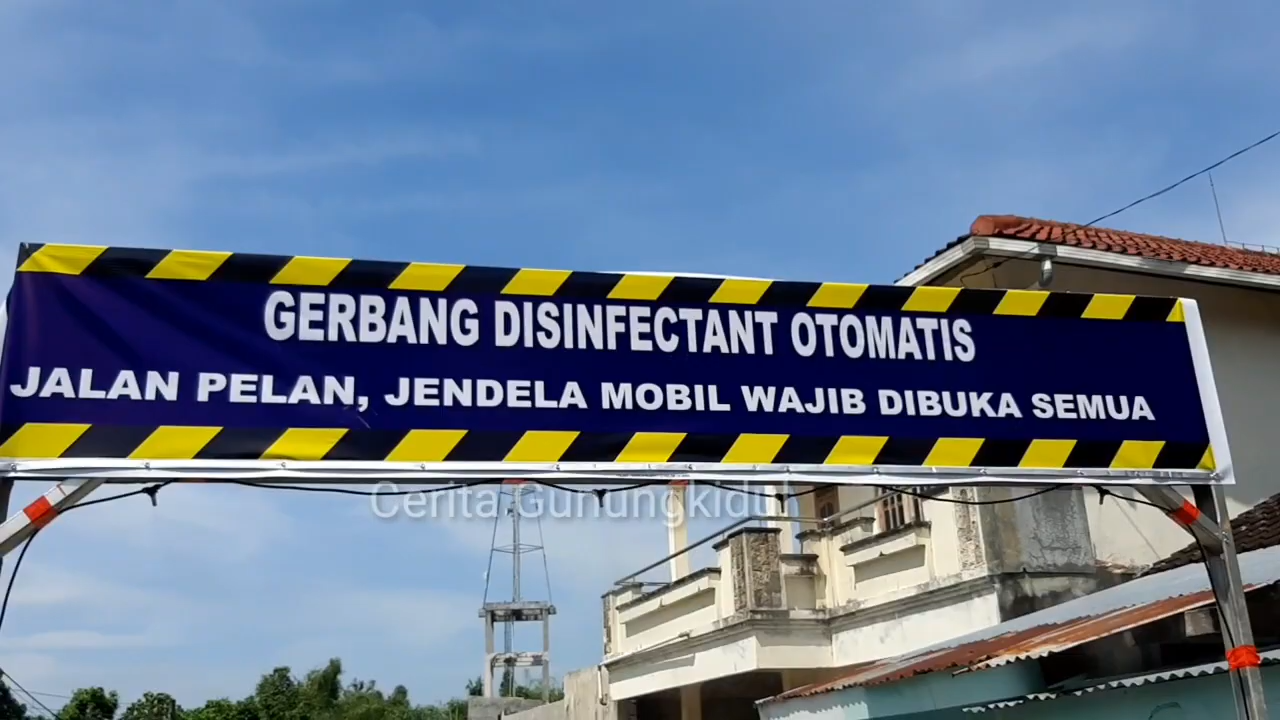 GERBANG DISINFECTANT OTOMATIS
JALAN PELAN, JENDELA MOBIL WAJIB DIBUKA SEMUA
Cerita Gunungkidul